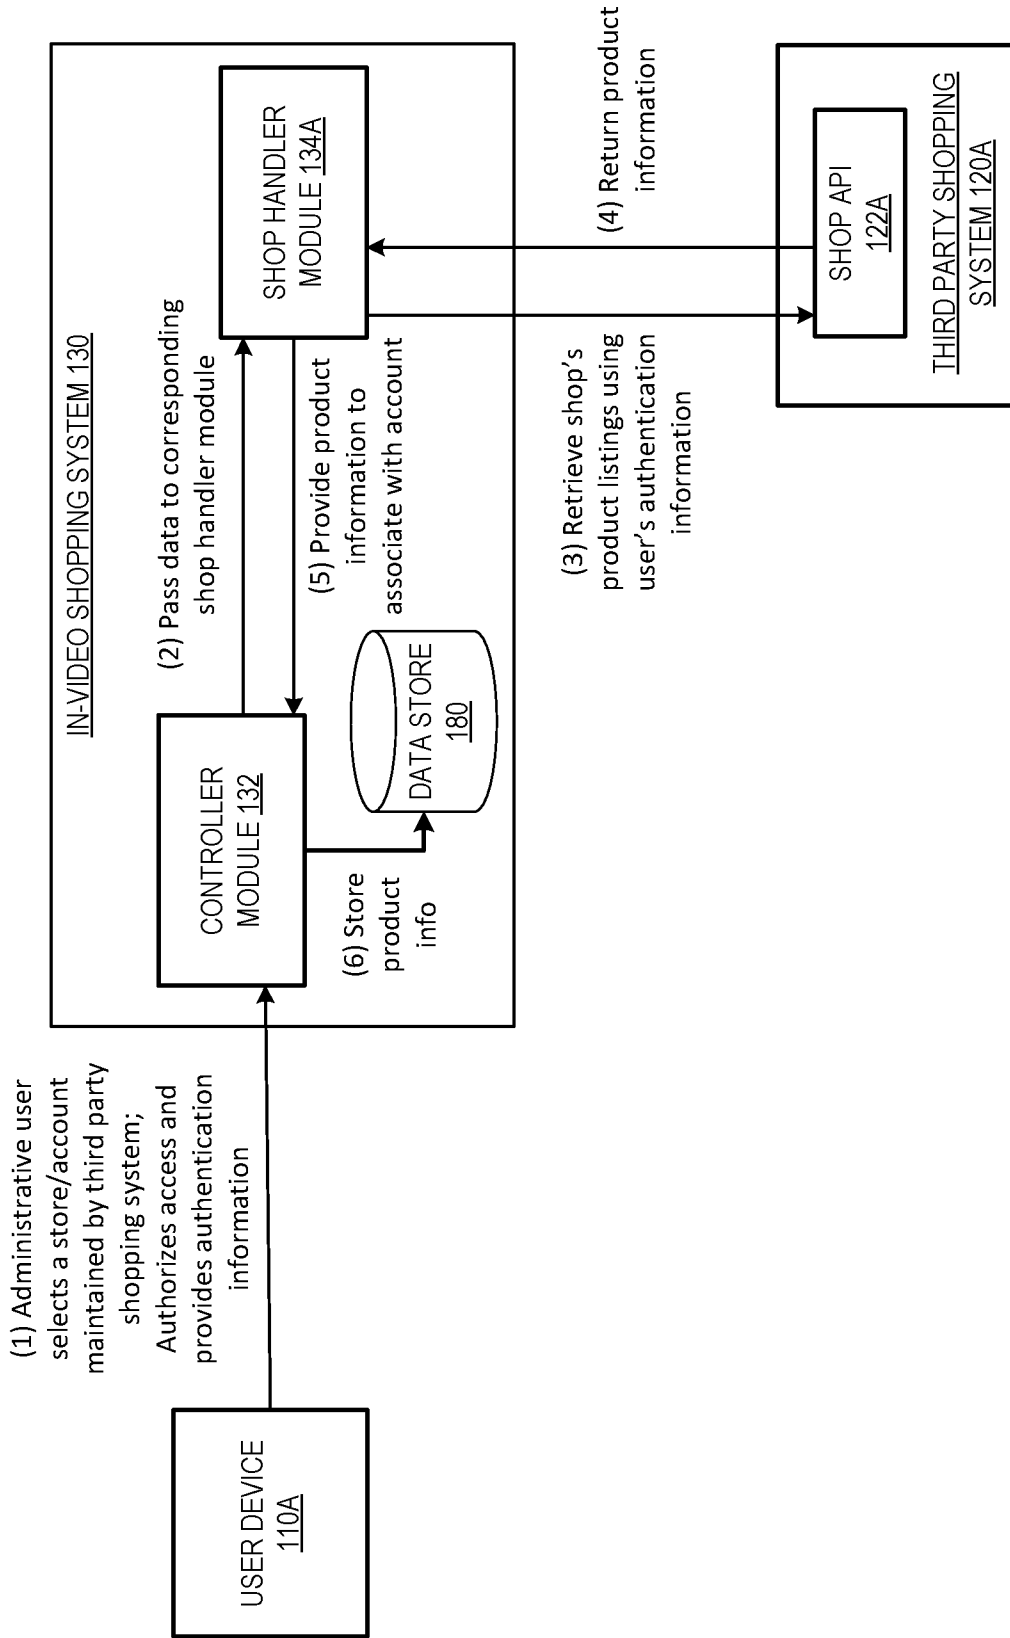 (1) Administrative user
selects a store/account
maintained by third party
shopping system;
Authorizes access and
provides authentication
information
USER DEVICE
110A
IN-VIDEO SHOPPING SYSTEM 130
CONTROLLER
MODULE 132
(2) Pass data to corresponding
shop handler module
SHOP HANDLER
MODULE 134A
(5) Provide product
information to
associate with account
(6) Store
product
info
DATA STORE
180
(3) Retrieve shop's
product listings using
user's authentication
information
(4) Return product
information
SHOP API
122A
THIRD PARTY SHOPPING
SYSTEM 120A